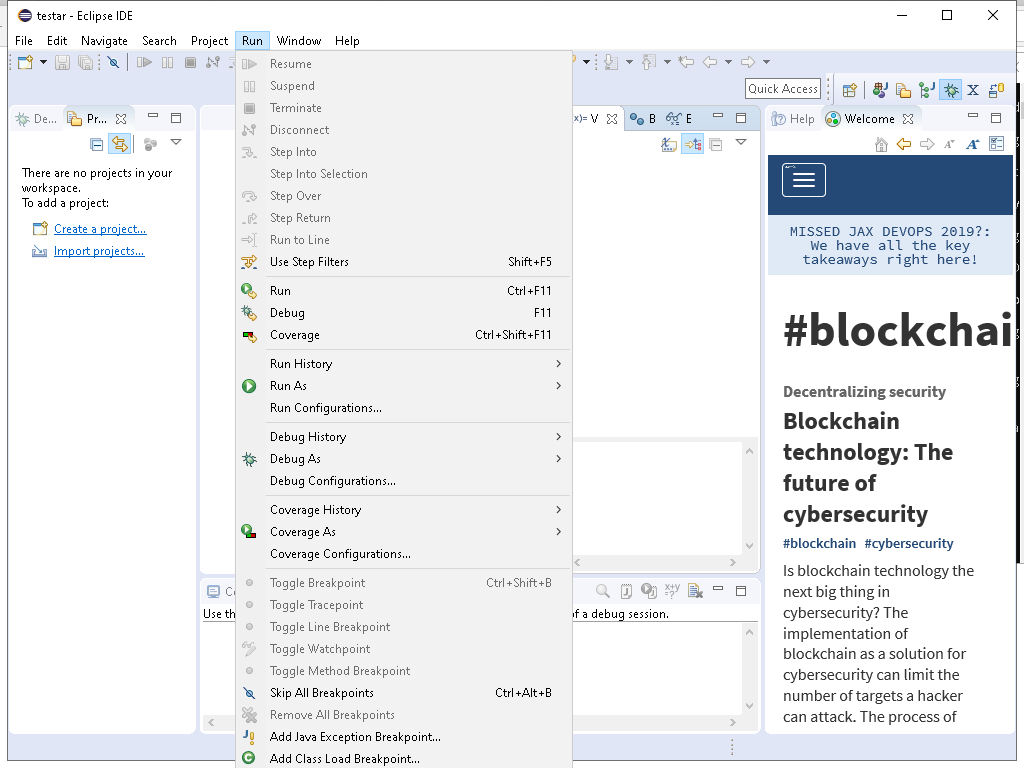 testar - Eclipse IDE
File Edit Navigate Search Project Run Window Help
Quick Access
De...
Pr...
There are no projects in your
workspace.
To add a project:
Create a project...
Import projects...
Resume
Suspend
Terminate
Disconnect
Step Into
Step Into Selection
Step Over
Step Return
Run to Line
Use Step Filters Shift+F5
Run Ctrl+F11
Debug F11
Coverage Ctrl+Shift+F11
Run History
Run As
Run Configurations...
Debug History
Debug As
Debug Configurations...
Coverage History
Coverage As
Coverage Configurations...
Toggle Breakpoint Ctrl+Shift+B
Toggle Tracepoint
Toggle Line Breakpoint
Toggle Watchpoint
Toggle Method Breakpoint
Skip All Breakpoints Ctrl+Alt+B
Remove All Breakpoints
Add Java Exception Breakpoint...
Add Class Load Breakpoint...
(x)= V
B
E
Use th
of a debug session.
Help
Welcome
MISSED JAX DEVOPS 2019?:
We have all the key
takeaways right here!
#blockchai
Decentralizing security
Blockchain
technology: The
future of
cybersecurity
#blockchain #cybersecurity
Is blockchain technology the
next big thing in
cybersecurity? The
implementation of
blockchain as a solution for
cybersecurity can limit the
number of targets a hacker
can attack. The process of